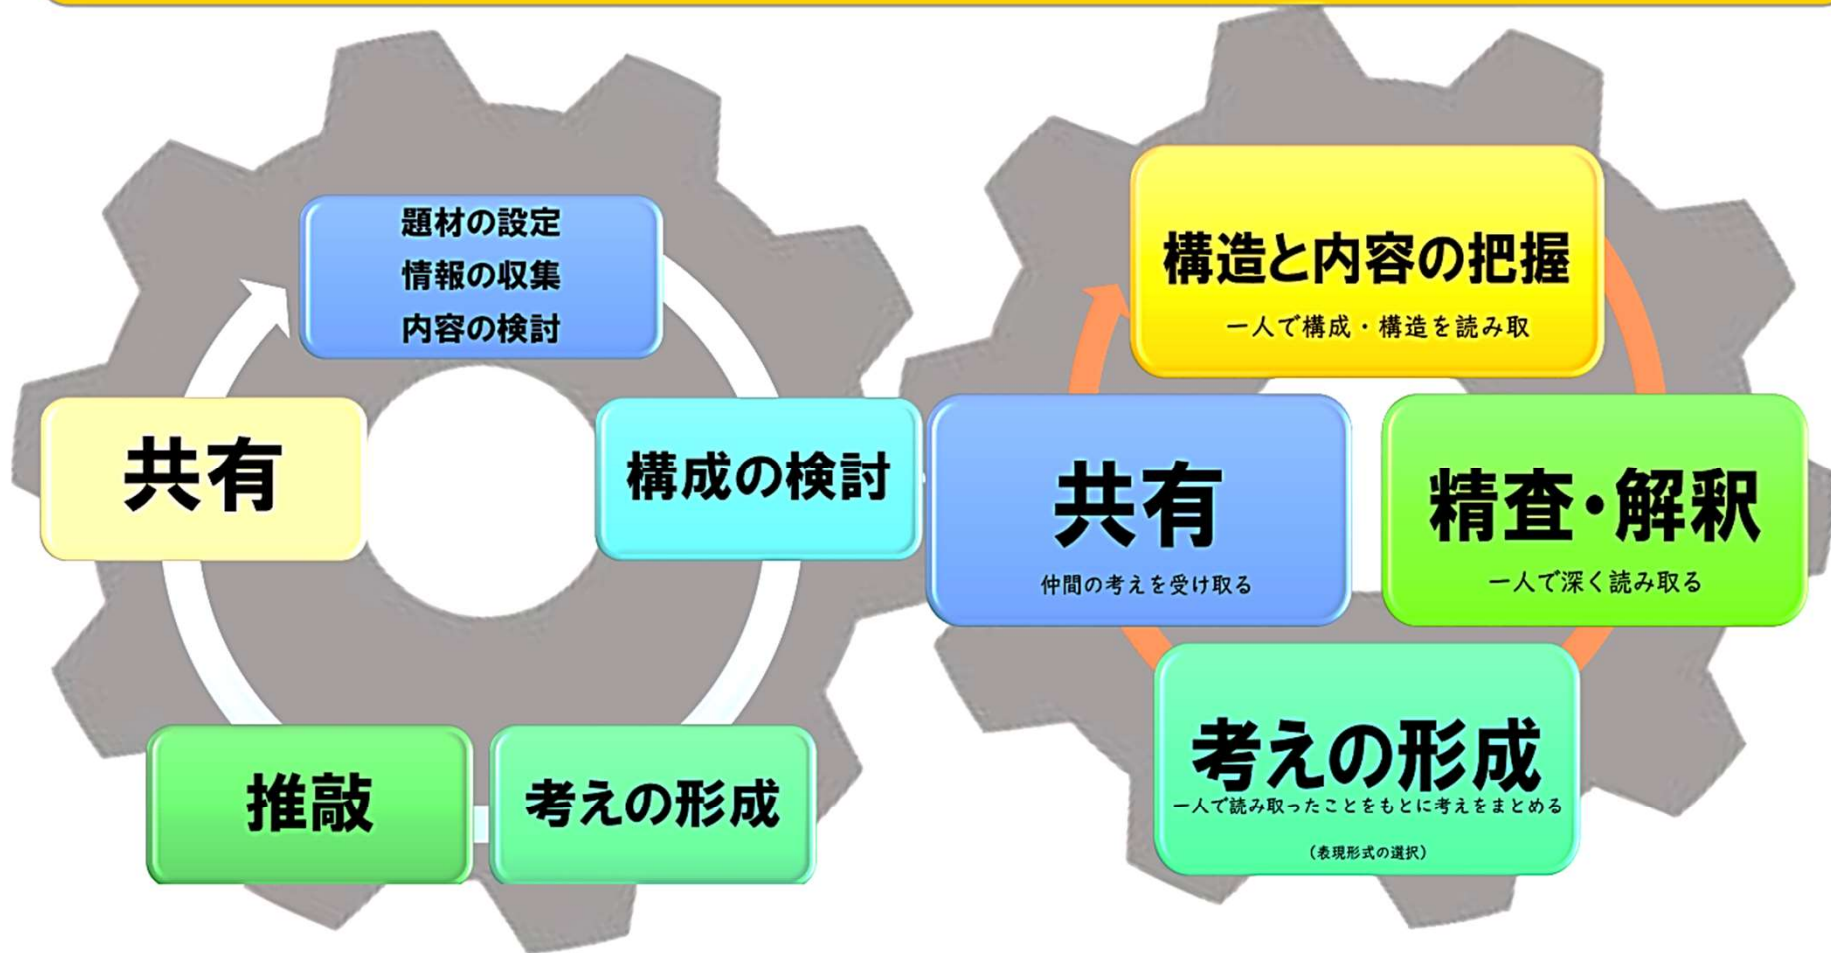 題材の設定
情報の収集
内容の検討
構成の検討
考えの形成
推敲
共有
構造と内容の把握
一人で構成・構造を読み取
精査・解釈
一人で深く読み取る
考えの形成
一人で読み取ったことをもとに考えをまとめる
（表現形式の選択）
共有
仲間の考えを受け取る